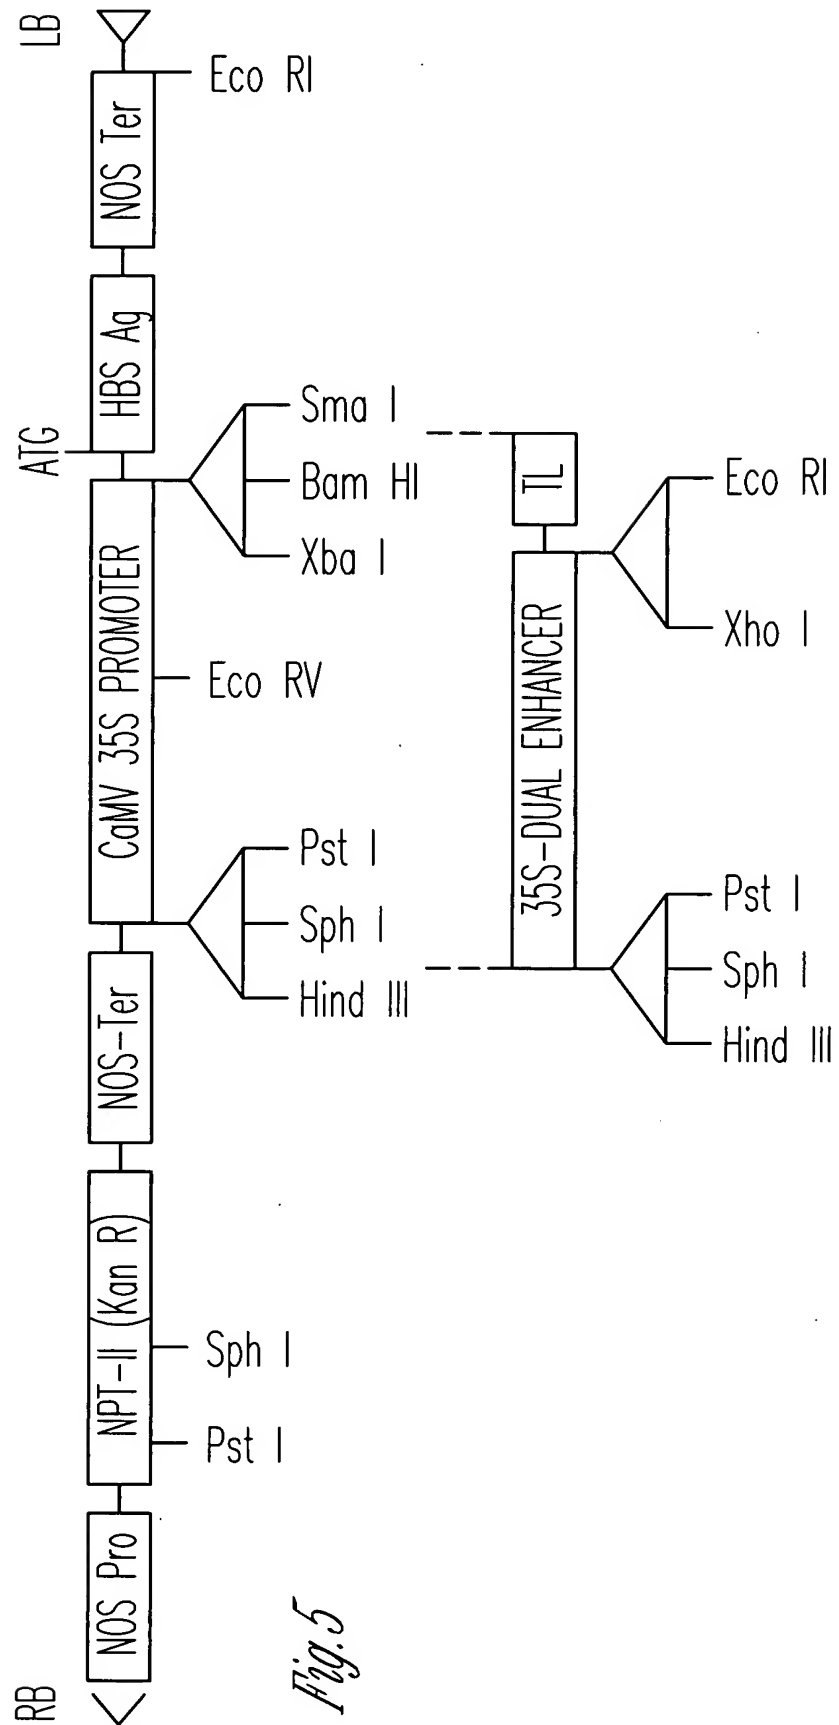 LB
NOS Ter
Eco RI
HBS Ag
ATG
Sma I
Bam HI
Xba I
CaMV 35S PROMOTER
Eco RV
Pst I
Sph I
Hind III
TL
Eco RI
Xho I
35S-DUAL ENHANCER
Pst I
Sph I
Hind III
NOS-Ter
NPT-II (Kan R)
Sph I
Pst I
NOS Pro
RB
Fig. 5